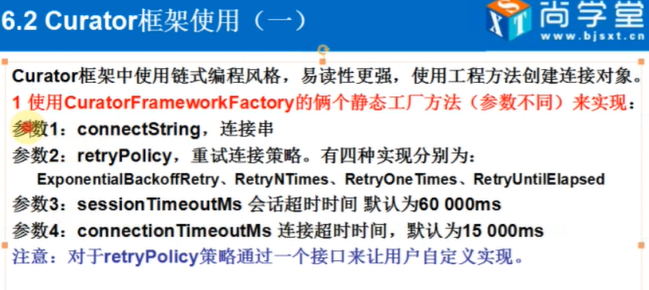 6.2 Curator框架使用（一）
尚学堂
www.bjsxt.cn
Curator框架中使用链式编程风格，易读性更强，使用工程方法创建连接对象。
1 使用CuratorFrameworkFactory的俩个静态工厂方法（参数不同）来实现：
参数1：connectString，连接串
参数2：retryPolicy，重试连接策略。有四种实现分别为：
ExponentialBackoffRetry、RetryNTimes、RetryOneTimes、RetryUntilElapsed
参数3：sessionTimeoutMs 会话超时时间 默认为60 000ms
参数4：connectionTimeoutMs 连接超时时间，默认为15 000ms
注意：对于retryPolicy策略通过一个接口来让用户自定义实现。